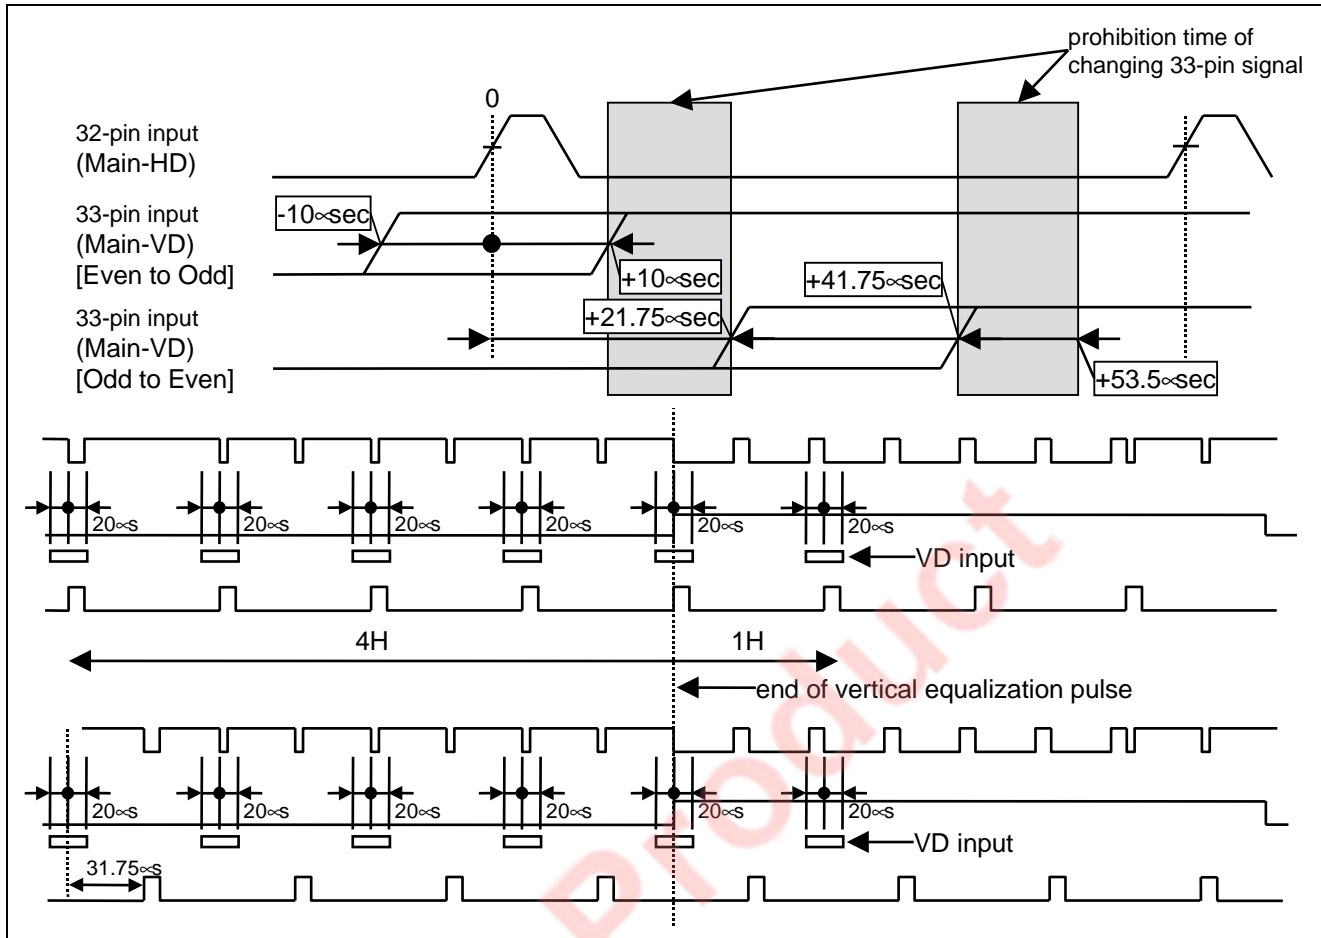 prohibition time of
changing 33-pin signal
0
32-pin input
(Main-HD)
33-pin input
(Main-VD)
[Even to Odd]
-10∝sec
+10∝sec
33-pin input
(Main-VD)
[Odd to Even]
+21.75∝sec
+41.75∝sec
+53.5∝sec
20∝s 20∝s 20∝s 20∝s 20∝s 20∝s
VD input
4H 1H
end of vertical equalization pulse
20∝s 20∝s 20∝s 20∝s 20∝s 20∝s
VD input
31.75∝s
Product